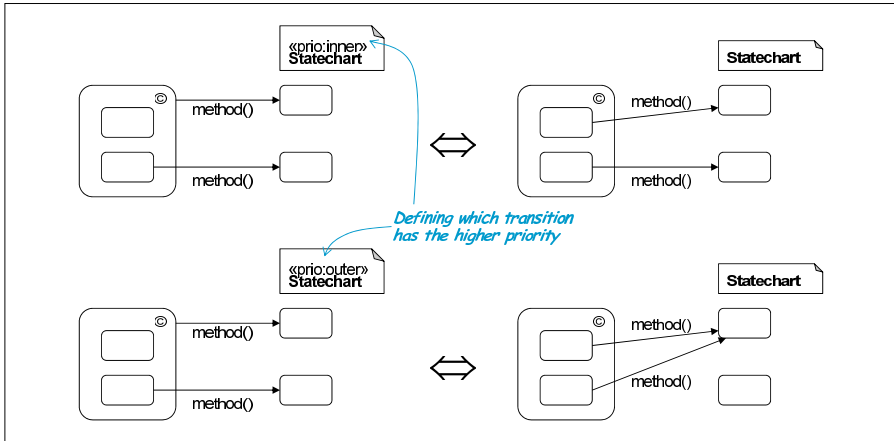 «prio:inner»
Statechart
Statechart
©
method()
method()
©
method()
method()
Defining which transition
has the higher priority
«prio:outer»
Statechart
Statechart
©
method()
method()
©
method()
method()